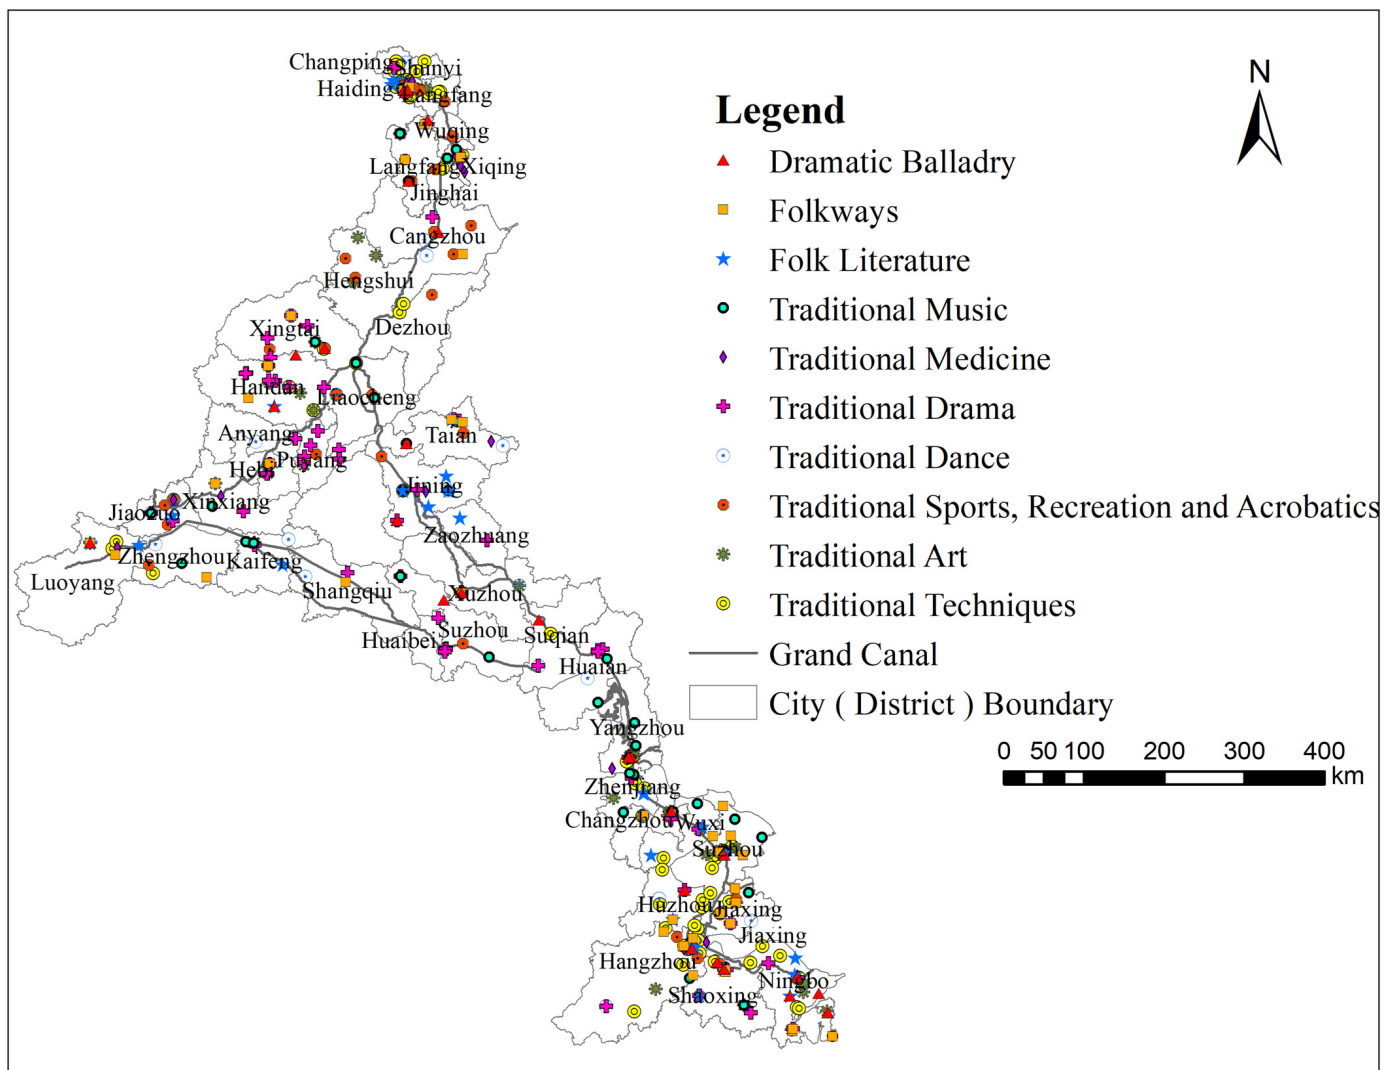 N
Legend
Dramatic Balladry
Folkways
Folk Literature
Traditional Music
Traditional Medicine
Traditional Drama
Traditional Dance
Traditional Sports, Recreation and Acrobatics
Traditional Art
Traditional Techniques
Grand Canal
City ( District ) Boundary
0 50 100 200 300 400
km
Changping
Shunyi
Haiding
Langfang
Wuqing
Langfang
Xiqing
Jinghai
Cangzhou
Hengshui
Dezhou
Xingtai
Handan
Liaocheng
Anyang
Taian
Hebi
Puyang
Jining
Xinxiang
Jiaozuo
Zaozhuang
Zhengzhou
Kaifeng
Luoyang
Shangqiu
Xuzhou
Huaibei
Suzhou
Suqian
Huaian
Yangzhou
Zhenjiang
Changzhou
Wuxi
Suzhou
Huzhou
Jiaxing
Jiaxing
Hangzhou
Ningbo
Shaoxing